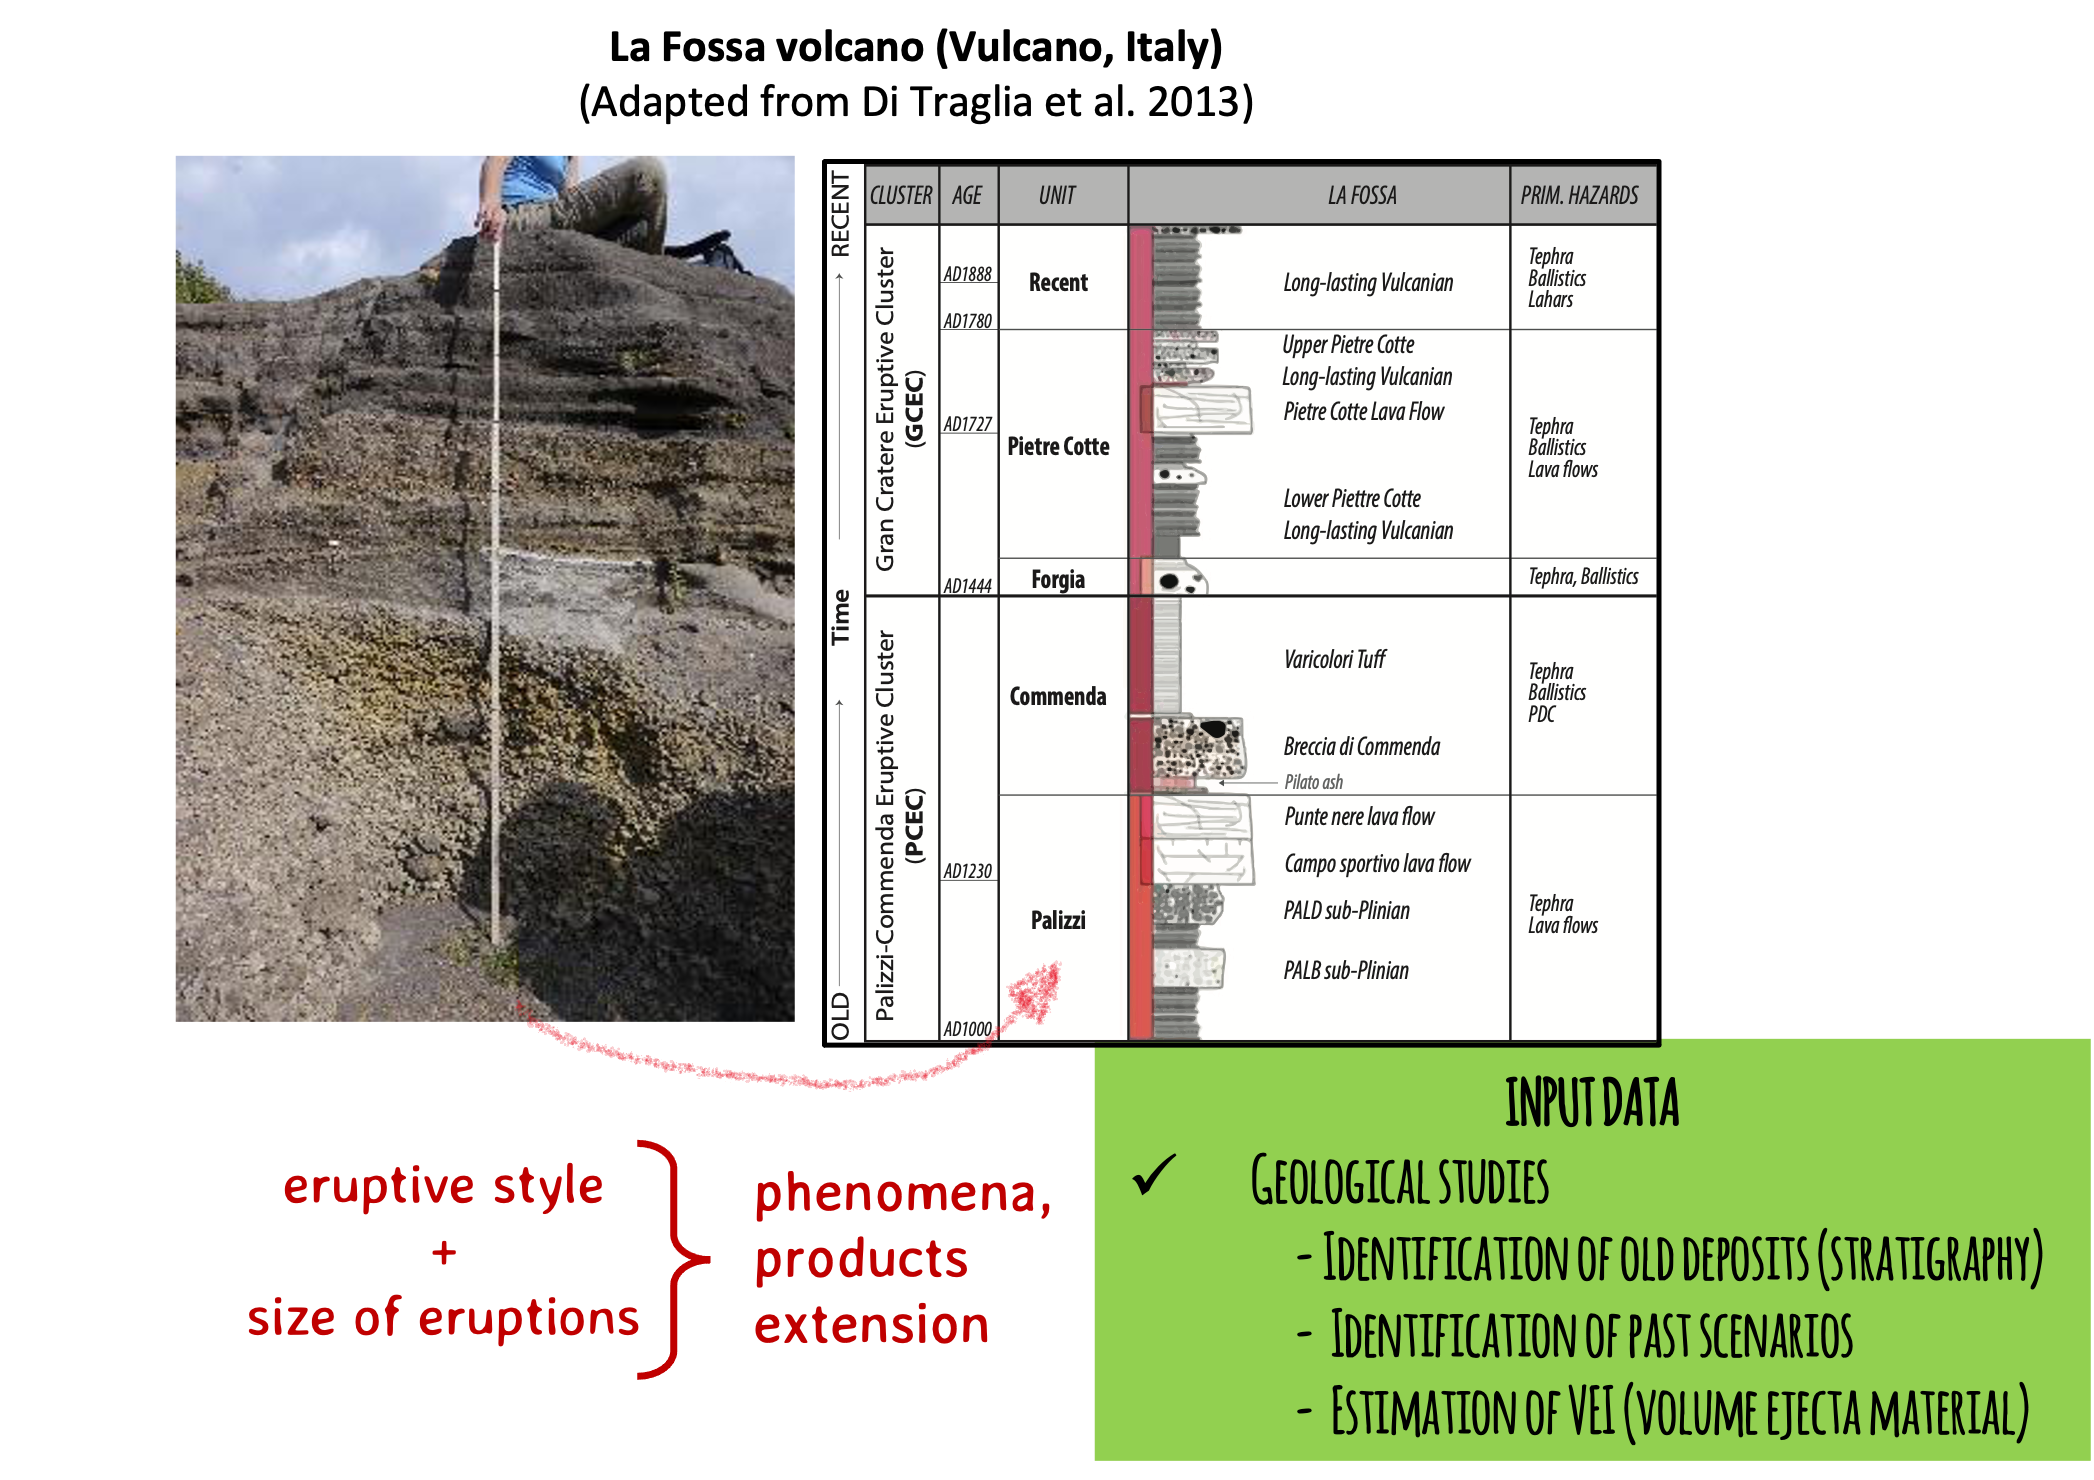 La Fossa volcano (Vulcano, Italy)
(Adapted from Di Traglia et al. 2013)
RECENT
Time
OLD
CLUSTER
AGE
UNIT
LA FOSSA
PRIM. HAZARDS
Gran Cratere Eruptive Cluster
(GCEC)
AD1888
AD1780
Recent
Long-lasting Vulcanian
Tephra
Ballistics
Lahars
AD1727
Pietre Cotte
Upper Pietre Cotte
Long-lasting Vulcanian
Pietre Cotte Lava Flow
Lower Piettre Cotte
Long-lasting Vulcanian
Tephra
Ballistics
Lava flows
AD1444
Forgia
Tephra, Ballistics
Palizzi-Commenda Eruptive Cluster
(PCEC)
Commenda
Varicolori Tuff
Breccia di Commenda
Pilato ash
Tephra
Ballistics
PDC
AD1230
AD1000
Palizzi
Punte nere lava flow
Campo sportivo lava flow
PALD sub-Plinian
PALB sub-Plinian
Tephra
Lava flows
eruptive style
+
size of eruptions
phenomena,
products
extension
INPUT DATA
✓ GEOLOGICAL STUDIES
- IDENTIFICATION OF OLD DEPOSITS (STRATIGRAPHY)
- IDENTIFICATION OF PAST SCENARIOS
- ESTIMATION OF VEI (VOLUME EJECTA MATERIAL)